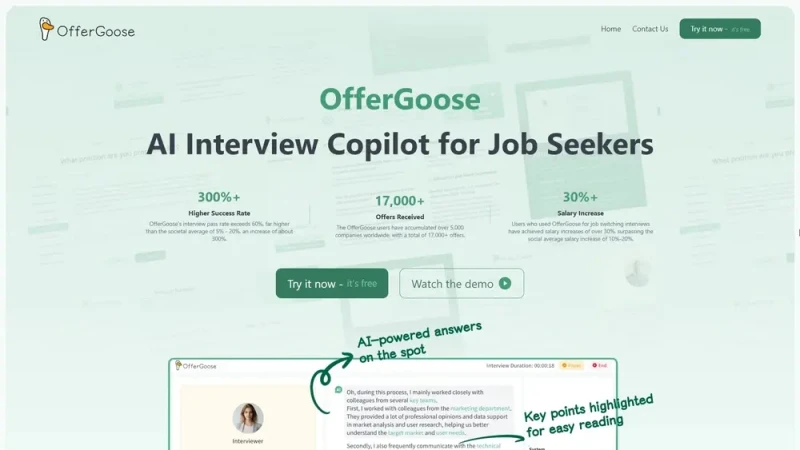 OfferGoose
Home
Contact Us
Try it now - it's free
OfferGoose
AI Interview Copilot for Job Seekers
300%+
Higher Success Rate
OfferGoose's interview pass rate exceeds 60%, far higher
than the societal average of 5% - 20%, an increase of about
300%.
17,000+
Offers Received
The OfferGoose users have accumulated over 5,000
companies worldwide, with a total of 17,000+ offers.
30%+
Salary Increase
Users who used OfferGoose for job switching interviews
have achieved salary increases of over 30%, surpassing the
social average salary increase of 10%-20%.
Try it now - it's free
Watch the demo
AI-powered answers
on the spot
OfferGoose
Interview Duration: 00:00:18
Pause
End
Oh, during this process, I mainly worked closely with
colleagues from several key teams.
First, I worked with colleagues from the marketing department.
They provided a lot of professional opinions and data support
in market analysis and user research, helping us better
understand the target market and user needs.
Secondly, I also frequently communicate with the technical
Interviewer
Key points highlighted
for easy reading
System